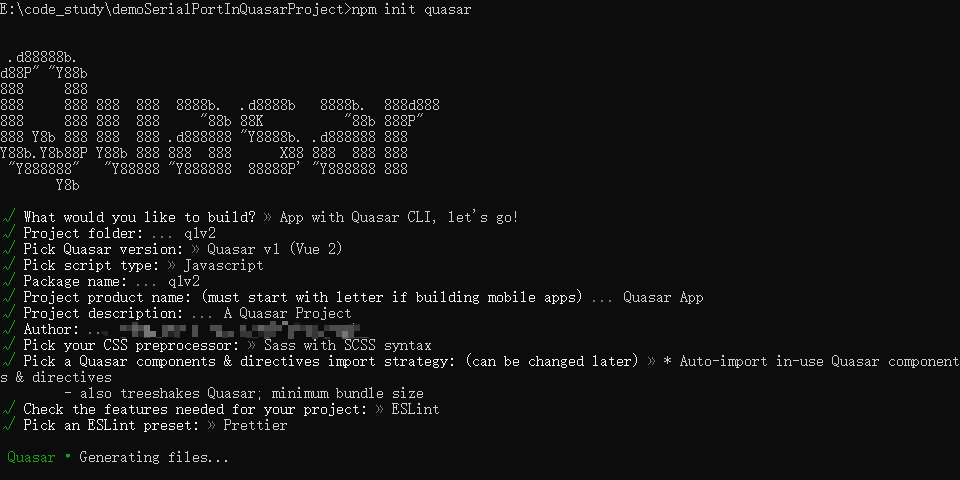 E:\code_study\demoSerialPortInQuasarProject>npm init quasar
.d88888b.
d88P" "Y88b
888     888
888     888 888  888  8888b.  .d8888b   8888b.  888d888
888     888 888  888     "88b 88K          "88b 888P"
888 Y8b 888 888  888 .d888888 "Y8888b. .d888888 888
Y88b.Y8b88P Y88b 888 888  888      X88 888  888 888
"Y888888"   "Y88888 "Y888888  88888P' "Y888888 888
Y8b
√ What would you like to build? » App with Quasar CLI, let's go!
√ Project folder: ... q1v2
√ Pick Quasar version: » Quasar v1 (Vue 2)
√ Pick script type: » Javascript
√ Package name: ... q1v2
√ Project product name: (must start with letter if building mobile apps) ... Quasar App
√ Project description: ... A Quasar Project
√ Author: ...
√ Pick your CSS preprocessor: » Sass with SCSS syntax
√ Pick a Quasar components & directives import strategy: (can be changed later) » * Auto-import in-use Quasar component
s & directives
- also treeshakes Quasar; minimum bundle size
√ Check the features needed for your project: » ESLint
√ Pick an ESLint preset: » Prettier
Quasar • Generating files...